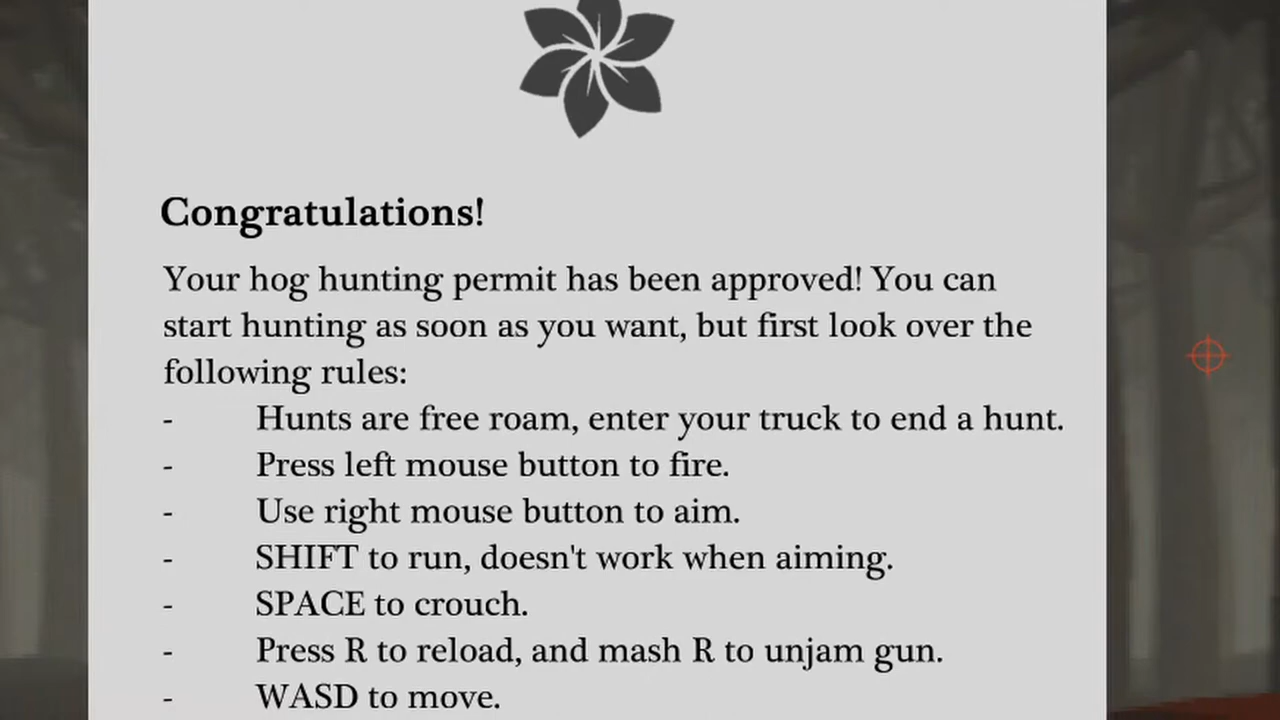 Congratulations!
Your hog hunting permit has been approved! You can
start hunting as soon as you want, but first look over the
following rules:
- Hunts are free roam, enter your truck to end a hunt.
- Press left mouse button to fire.
- Use right mouse button to aim.
- SHIFT to run, doesn't work when aiming.
- SPACE to crouch.
- Press R to reload, and mash R to unjam gun.
- WASD to move.